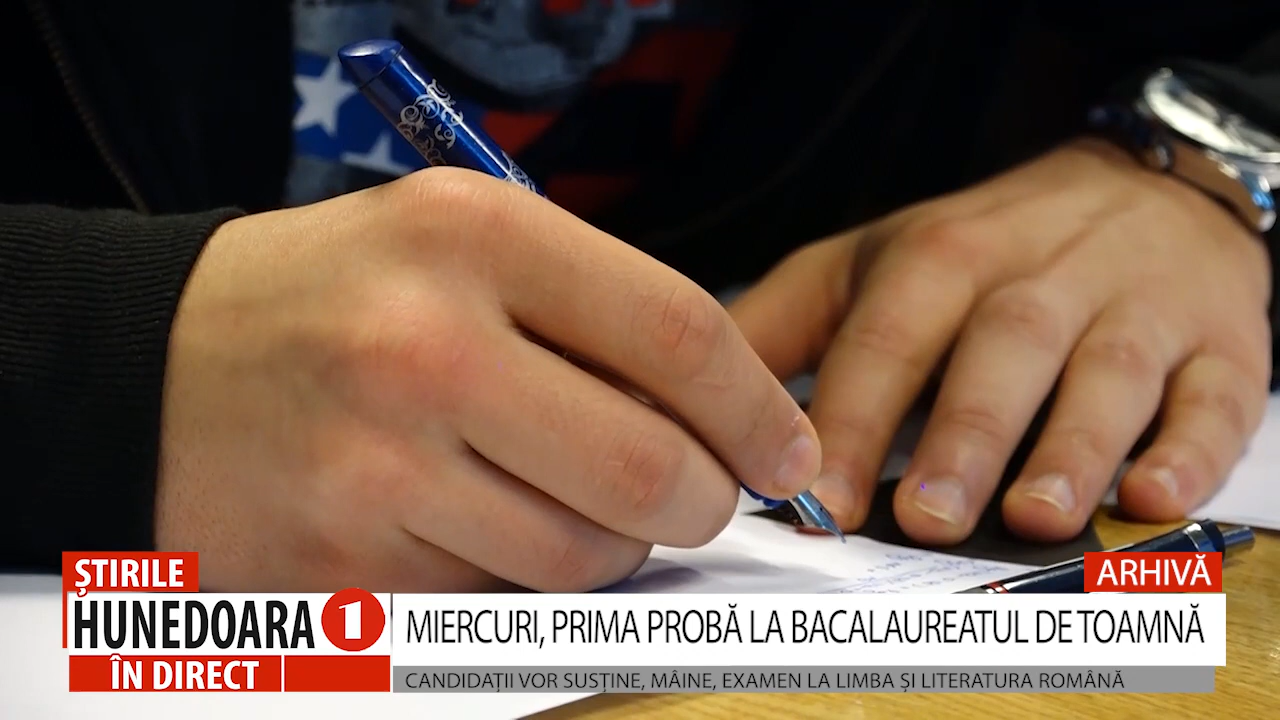 ARHIVĂ
ȘTIRILE
HUNEDOARA 1
ÎN DIRECT
MIERCURI, PRIMA PROBĂ LA BACALAUREATUL DE TOAMNĂ
CANDIDAȚII VOR SUSȚINE, MÂINE, EXAMEN LA LIMBA ȘI LITERATURA ROMÂNĂ